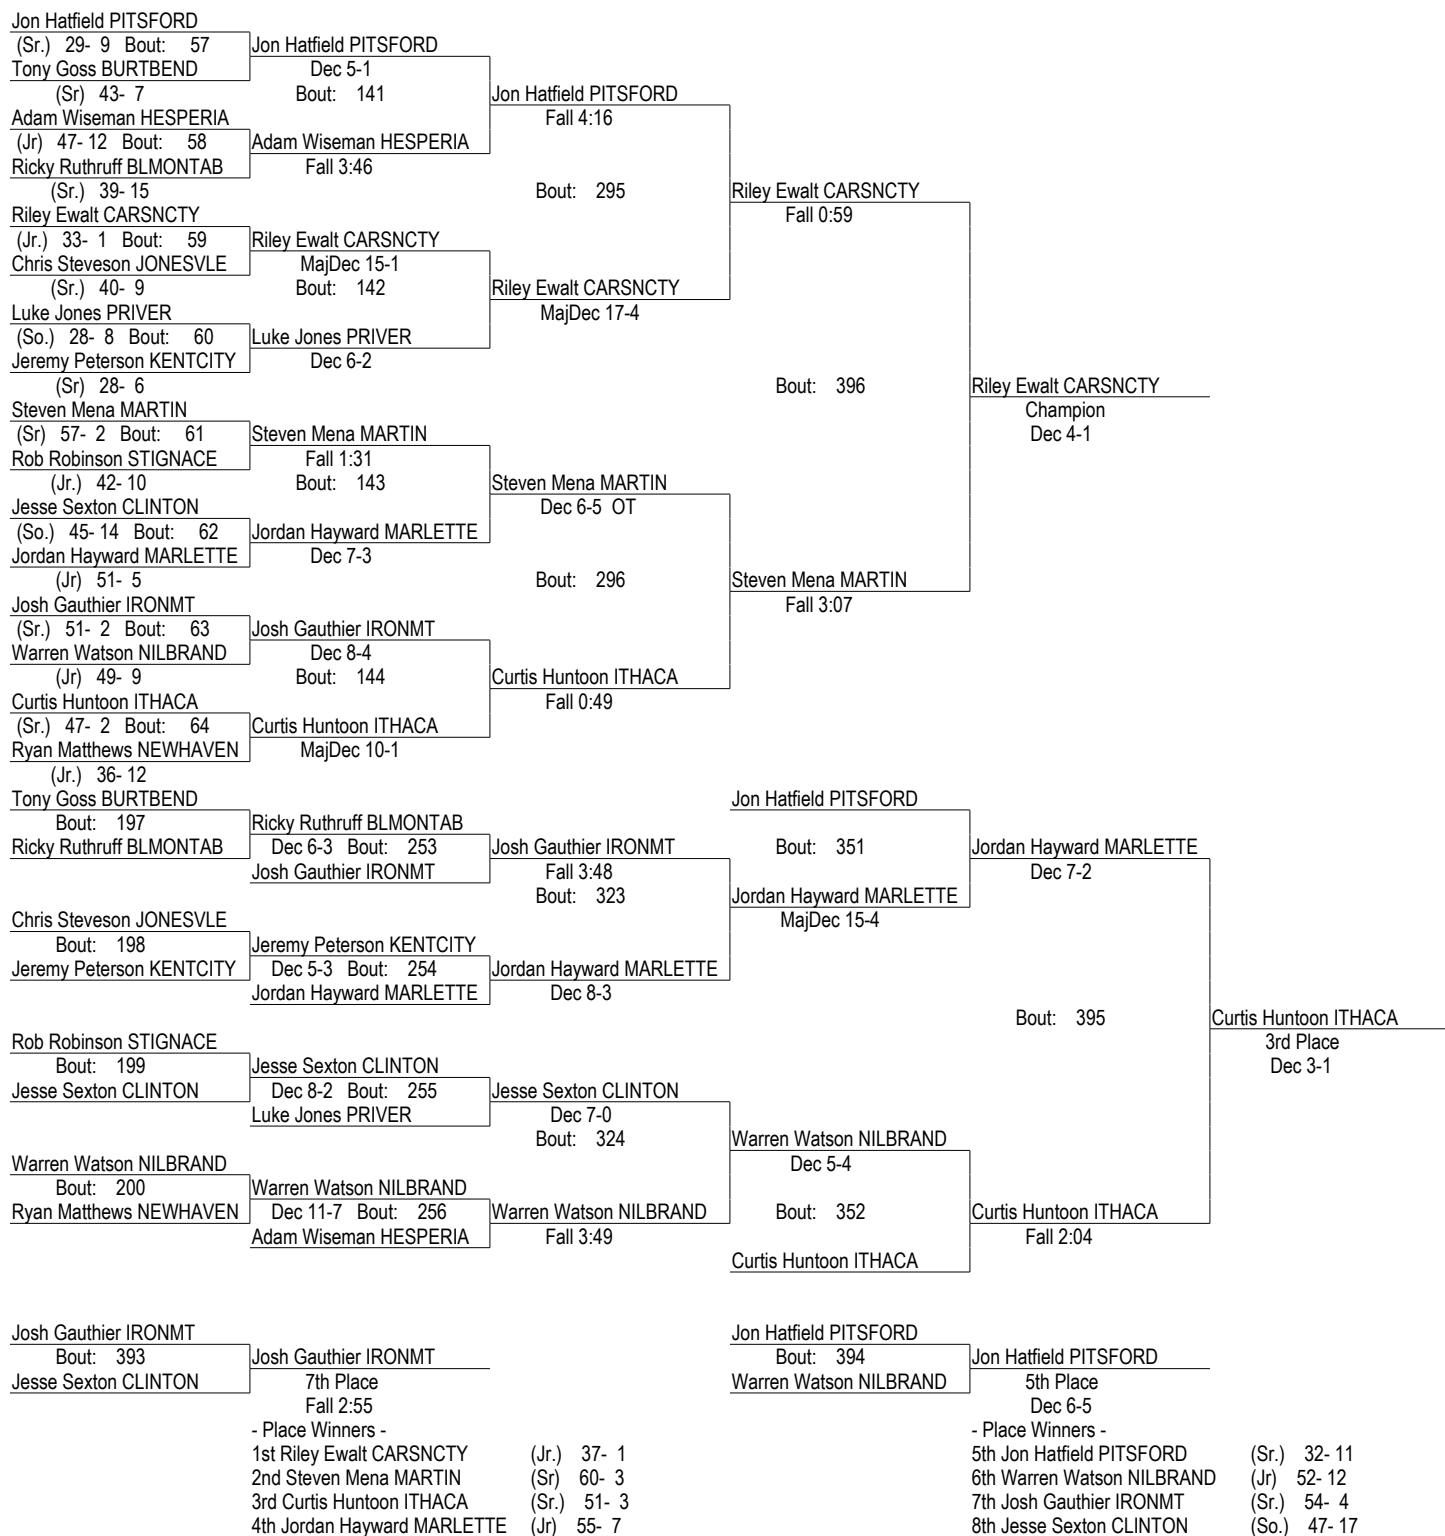 Jon Hatfield PITSFORD
(Sr.) 29- 9 Bout: 57 Jon Hatfield PITSFORD
Tony Goss BURTBEND Dec 5-1
(Sr) 43- 7 Bout: 141 Jon Hatfield PITSFORD
Adam Wiseman HESPERIA Fall 4:16
(Jr) 47- 12 Bout: 58 Adam Wiseman HESPERIA
Ricky Ruthruff BLMONTAB Fall 3:46
(Sr.) 39- 15 Bout: 295 Riley Ewalt CARSNCTY
Riley Ewalt CARSNCTY Fall 0:59
(Jr.) 33- 1 Bout: 59 Riley Ewalt CARSNCTY
Chris Steveson JONESVLE MajDec 15-1
(Sr.) 40- 9 Bout: 142 Riley Ewalt CARSNCTY
Luke Jones PRIVER MajDec 17-4
(So.) 28- 8 Bout: 60 Luke Jones PRIVER
Jeremy Peterson KENTCITY Dec 6-2
(Sr) 28- 6 Bout: 396 Riley Ewalt CARSNCTY
Steven Mena MARTIN Champion
(Sr) 57- 2 Bout: 61 Steven Mena MARTIN Dec 4-1
Rob Robinson STIGNACE Fall 1:31
(Jr.) 42- 10 Bout: 143 Steven Mena MARTIN
Jesse Sexton CLINTON Dec 6-5 OT
(So.) 45- 14 Bout: 62 Jordan Hayward MARLETTE
Jordan Hayward MARLETTE Dec 7-3
(Jr) 51- 5 Bout: 296 Steven Mena MARTIN
Josh Gauthier IRONMT Fall 3:07
(Sr.) 51- 2 Bout: 63 Josh Gauthier IRONMT
Warren Watson NILBRAND Dec 8-4
(Jr) 49- 9 Bout: 144 Curtis Huntoon ITHACA
Curtis Huntoon ITHACA Fall 0:49
(Sr.) 47- 2 Bout: 64 Curtis Huntoon ITHACA
Ryan Matthews NEWHAVEN MajDec 10-1
(Jr.) 36- 12
Tony Goss BURTBEND Jon Hatfield PITSFORD
Bout: 197 Ricky Ruthruff BLMONTAB
Ricky Ruthruff BLMONTAB Dec 6-3 Bout: 253 Josh Gauthier IRONMT Bout: 351 Jordan Hayward MARLETTE
Josh Gauthier IRONMT Fall 3:48 Dec 7-2
Bout: 323 Jordan Hayward MARLETTE
Chris Steveson JONESVLE MajDec 15-4
Bout: 198 Jeremy Peterson KENTCITY
Jeremy Peterson KENTCITY Dec 5-3 Bout: 254 Jordan Hayward MARLETTE
Jordan Hayward MARLETTE Dec 8-3
Bout: 395 Curtis Huntoon ITHACA
Rob Robinson STIGNACE 3rd Place
Bout: 199 Jesse Sexton CLINTON Dec 3-1
Jesse Sexton CLINTON Dec 8-2 Bout: 255 Jesse Sexton CLINTON
Luke Jones PRIVER Dec 7-0
Bout: 324 Warren Watson NILBRAND
Warren Watson NILBRAND Dec 5-4
Bout: 200 Warren Watson NILBRAND
Ryan Matthews NEWHAVEN Dec 11-7 Bout: 256 Warren Watson NILBRAND Bout: 352 Curtis Huntoon ITHACA
Adam Wiseman HESPERIA Fall 3:49 Fall 2:04
Curtis Huntoon ITHACA
Josh Gauthier IRONMT Jon Hatfield PITSFORD
Bout: 393 Josh Gauthier IRONMT Bout: 394 Jon Hatfield PITSFORD
Jesse Sexton CLINTON 7th Place Warren Watson NILBRAND 5th Place
Fall 2:55 Dec 6-5
- Place Winners - - Place Winners -
1st Riley Ewalt CARSNCTY (Jr.) 37- 1 5th Jon Hatfield PITSFORD (Sr.) 32- 11
2nd Steven Mena MARTIN (Sr) 60- 3 6th Warren Watson NILBRAND (Jr) 52- 12
3rd Curtis Huntoon ITHACA (Sr.) 51- 3 7th Josh Gauthier IRONMT (Sr.) 54- 4
4th Jordan Hayward MARLETTE (Jr) 55- 7 8th Jesse Sexton CLINTON (So.) 47- 17